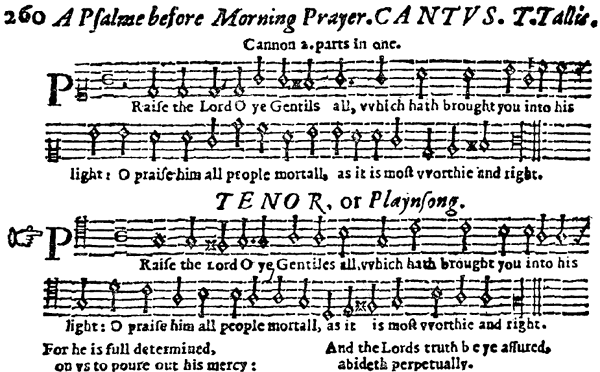 260 A Pſalme before Morning Prayer. CANTVS. T. Tallis.
Cannon 2. parts in one.
PRaiſe the Lord O ye Gentils all, vvhich hath brought you into his
light: O praiſe him all people mortall, as it is moſt vvorthie and right.
TENOR, or Playnſong.
PRaiſe the Lord O ye Gentiles all, vvhich hath brought you into his
light: O praiſe him all people mortall, as it is moſt vvorthie and right.
For he is full determined,
on vs to poure out his mercy:
And the Lords truth be ye aſſured,
abideth perpetually.